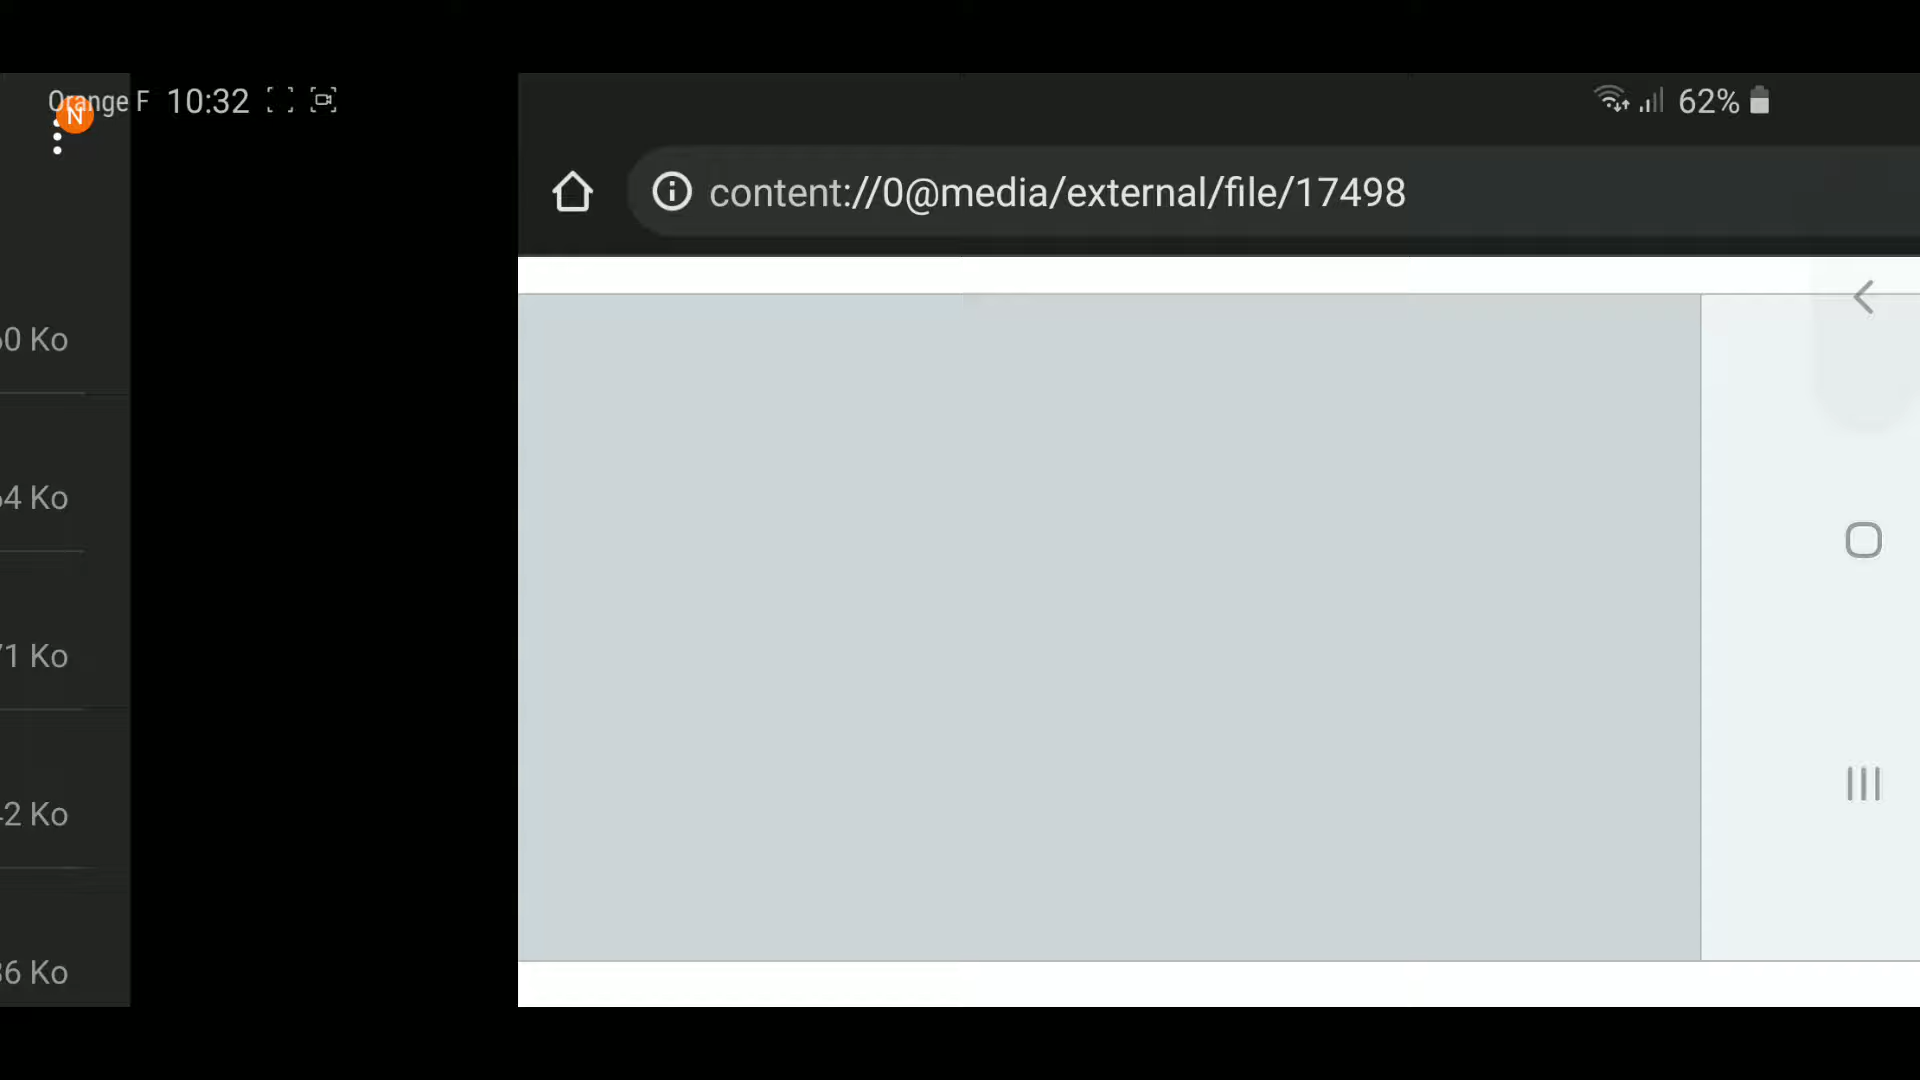 Orange F 10:32
N
62%
content://0@media/external/file/17498
0 Ko
4 Ko
1 Ko
2 Ko
6 Ko